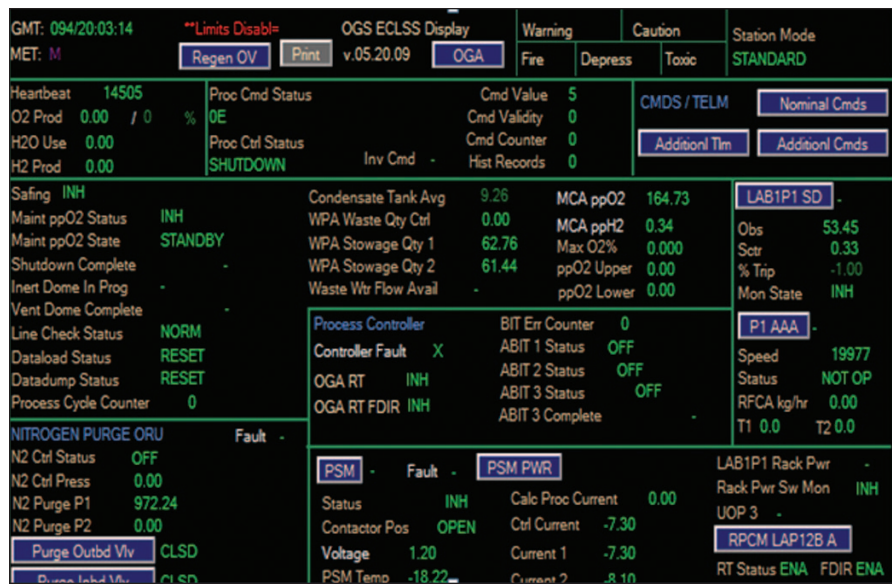 GMT: 094/20:03:14 **Limits Disabl= OGS ECLSS Display Warning Caution Station Mode
MET: M Regen OV Print v.05.20.09 OGA Fire Depress Toxic STANDARD
Heartbeat 14505 Proc Cmd Status Cmd Value 5 CMDS / TELM Nominal Cmds
O2 Prod 0.00 / 0 % 0E Cmd Validity 0
H2O Use 0.00 Proc Ctrl Status Cmd Counter 0 Additionl Tlm Additionl Cmds
H2 Prod 0.00 SHUTDOWN Inv Cmd - Hist Records 0
Safing INH
Maint ppO2 Status INH
Maint ppO2 State STANDBY
Shutdown Complete -
Inert Dome In Prog -
Vent Dome Complete -
Line Check Status NORM
Dataload Status RESET
Datadump Status RESET
Process Cycle Counter 0
Condensate Tank Avg 9.26 MCA ppO2 164.73
WPA Waste Qty Ctrl 0.00 MCA ppH2 0.34
WPA Stowage Qty 1 62.76 Max O2% 0.000
WPA Stowage Qty 2 61.44 ppO2 Upper 0.00
Waste Wtr Flow Avail - ppO2 Lower 0.00
LAB1P1 SD -
Obs 53.45
Sctr 0.33
% Trip -1.00
Mon State INH
Process Controller BIT Err Counter 0
Controller Fault X ABIT 1 Status OFF
OGA RT INH ABIT 2 Status OFF
OGA RT FDIR INH ABIT 3 Status OFF
ABIT 3 Complete -
P1 AAA -
Speed 19977
Status NOT OP
RFCA kg/hr 0.00
T1 0.0 T2 0.0
NITROGEN PURGE ORU Fault -
N2 Ctrl Status OFF
N2 Ctrl Press 0.00
N2 Purge P1 972.24
N2 Purge P2 0.00
Purge Outbd Vlv CLSD
Purge Inbd Vlv CLSD
PSM - Fault - PSM PWR
Status INH Calc Proc Current 0.00
Contactor Pos OPEN Ctrl Current -7.30
Voltage 1.20 Current 1 -7.30
PSM Temp -18.22 Current 2 -8.10
LAB1P1 Rack Pwr -
Rack Pwr Sw Mon INH
UOP 3 -
RPCM LAP12B A
RT Status ENA FDIR ENA